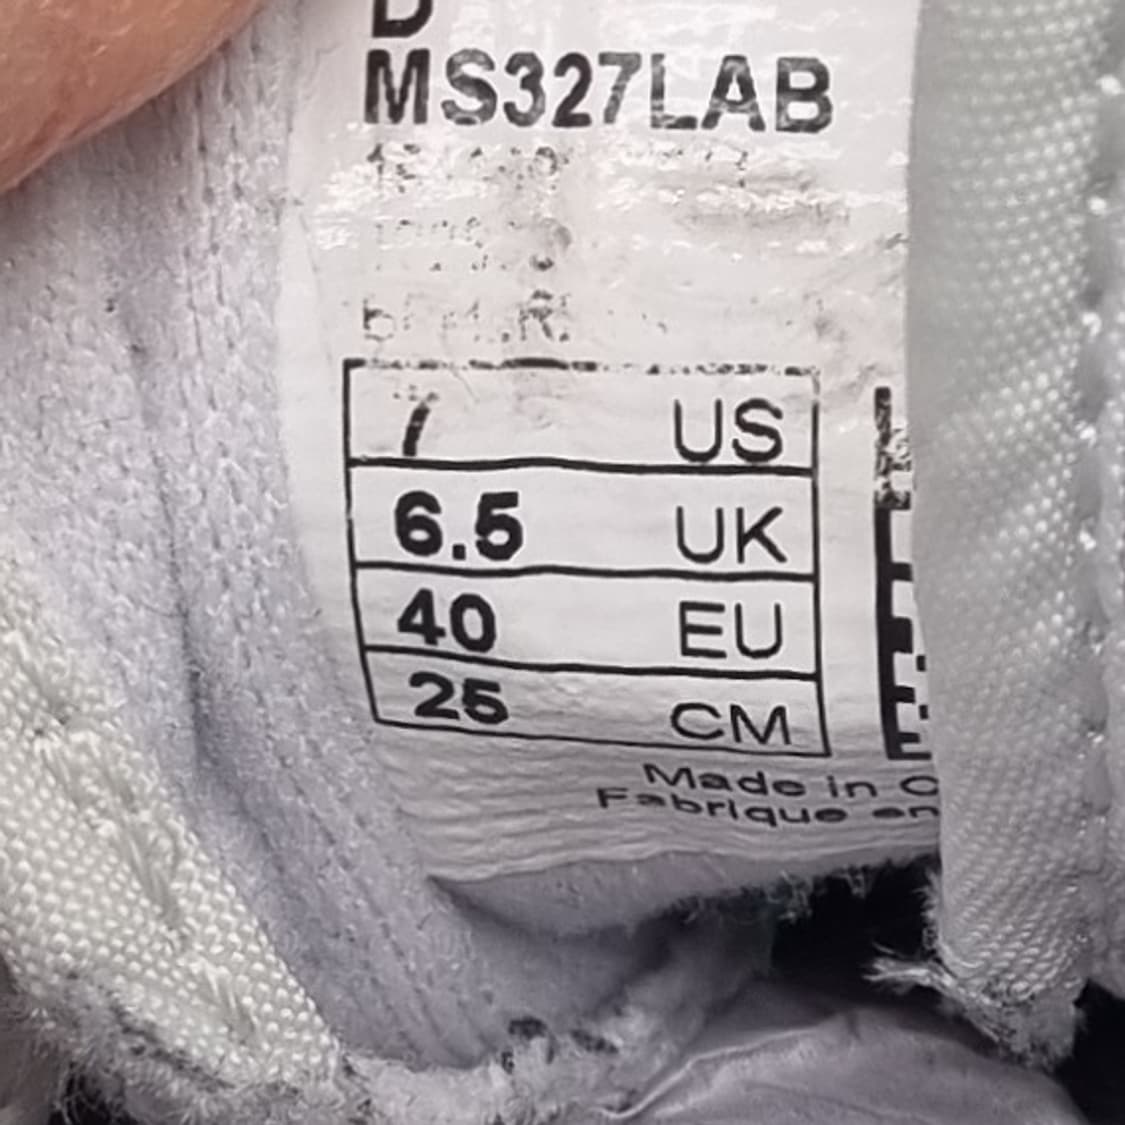 D
MS327LAB
7 US
6.5 UK
40 EU
25 CM
Made in C
Fabrique en